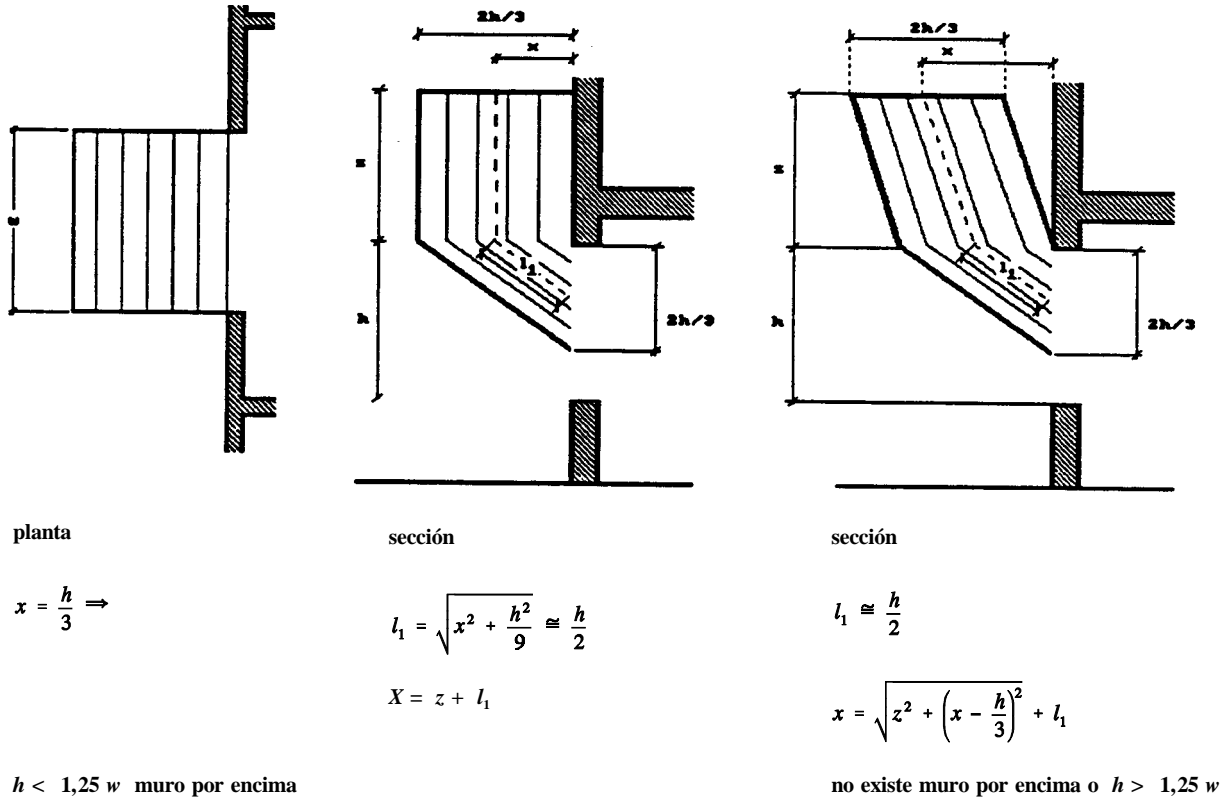 2h/3
2h/3
x
x
z
z
h
h
w
l₁
l₁
2h/3
2h/3
planta
sección
sección
x = h/3 ⇒
l₁ = √(x² + h²/9) ≅ h/2
l₁ ≅ h/2
X = z + l₁
x = √(z² + (x − h/3)²) + l₁
h < 1,25 w muro por encima
no existe muro por encima o h > 1,25 w